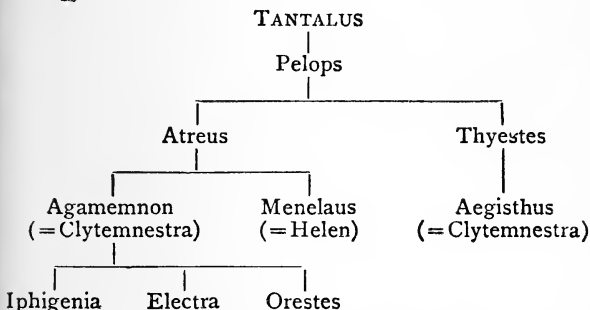 TANTALUS
Pelops
Atreus Thyestes
Agamemnon Menelaus Aegisthus
(=Clytemnestra) (=Helen) (=Clytemnestra)
Iphigenia Electra Orestes